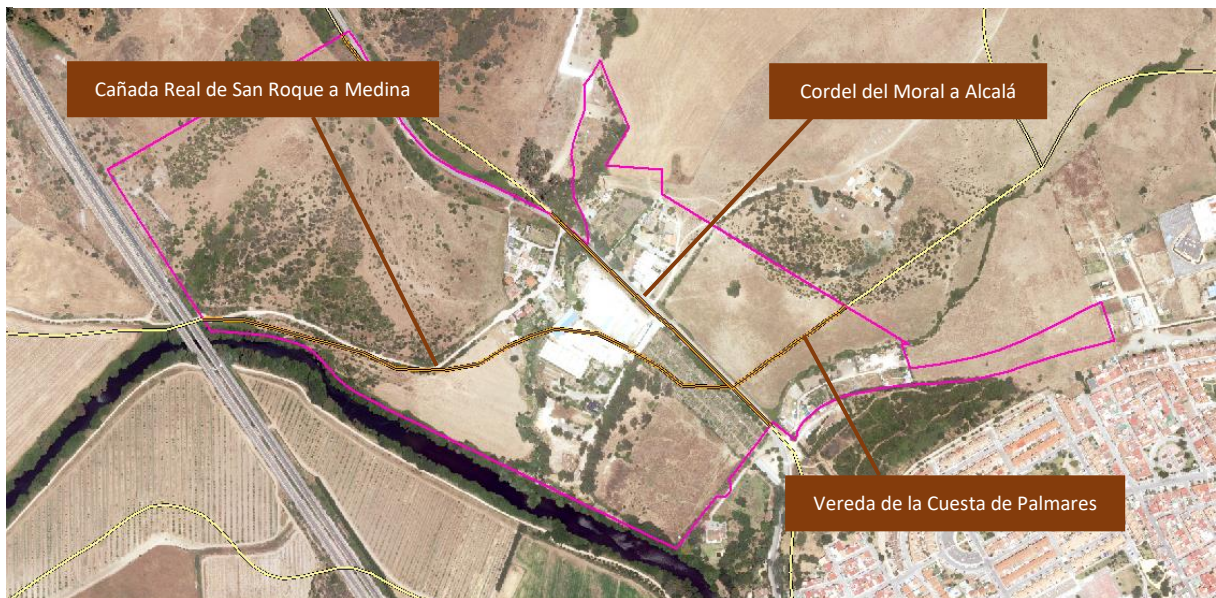 Cañada Real de San Roque a Medina
Cordel del Moral a Alcalá
Vereda de la Cuesta de Palmares